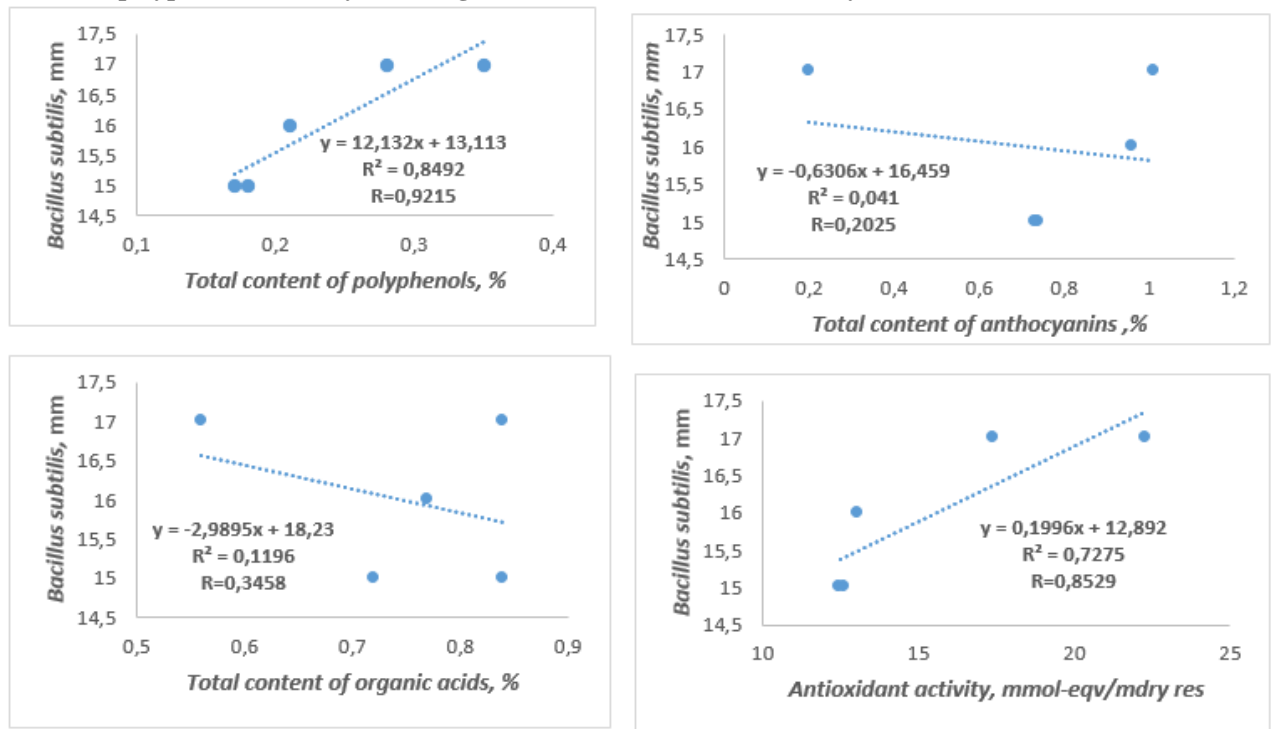 17,5
17
16,5
16
15,5
15
14,5
Bacillus subtilis, mm
y = 12,132x + 13,113
R² = 0,8492
R=0,9215
0,1 0,2 0,3 0,4
Total content of polyphenols, %
17,5
17
16,5
16
15,5
15
14,5
Bacillus subtilis, mm
y = -0,6306x + 16,459
R² = 0,041
R=0,2025
0 0,2 0,4 0,6 0,8 1 1,2
Total content of anthocyanins ,%
17,5
17
16,5
16
15,5
15
14,5
Bacillus subtilis, mm
y = -2,9895x + 18,23
R² = 0,1196
R=0,3458
0,5 0,6 0,7 0,8 0,9
Total content of organic acids, %
17,5
17
16,5
16
15,5
15
14,5
Bacillus subtilis, mm
y = 0,1996x + 12,892
R² = 0,7275
R=0,8529
10 15 20 25
Antioxidant activity, mmol-eqv/mdry res